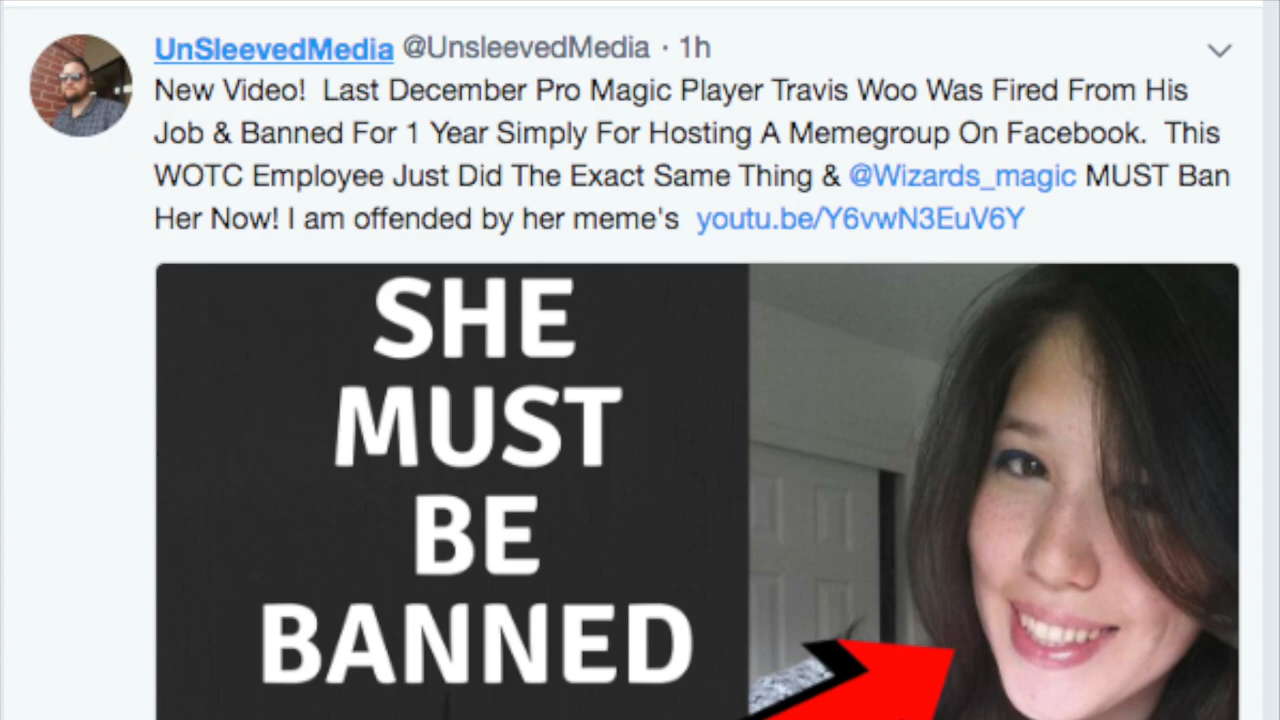 UnSleevedMedia @UnsleevedMedia · 1h
New Video!  Last December Pro Magic Player Travis Woo Was Fired From His
Job & Banned For 1 Year Simply For Hosting A Memegroup On Facebook.  This
WOTC Employee Just Did The Exact Same Thing & @Wizards_magic MUST Ban
Her Now! I am offended by her meme's  youtu.be/Y6vwN3EuV6Y
SHE
MUST
BE
BANNED